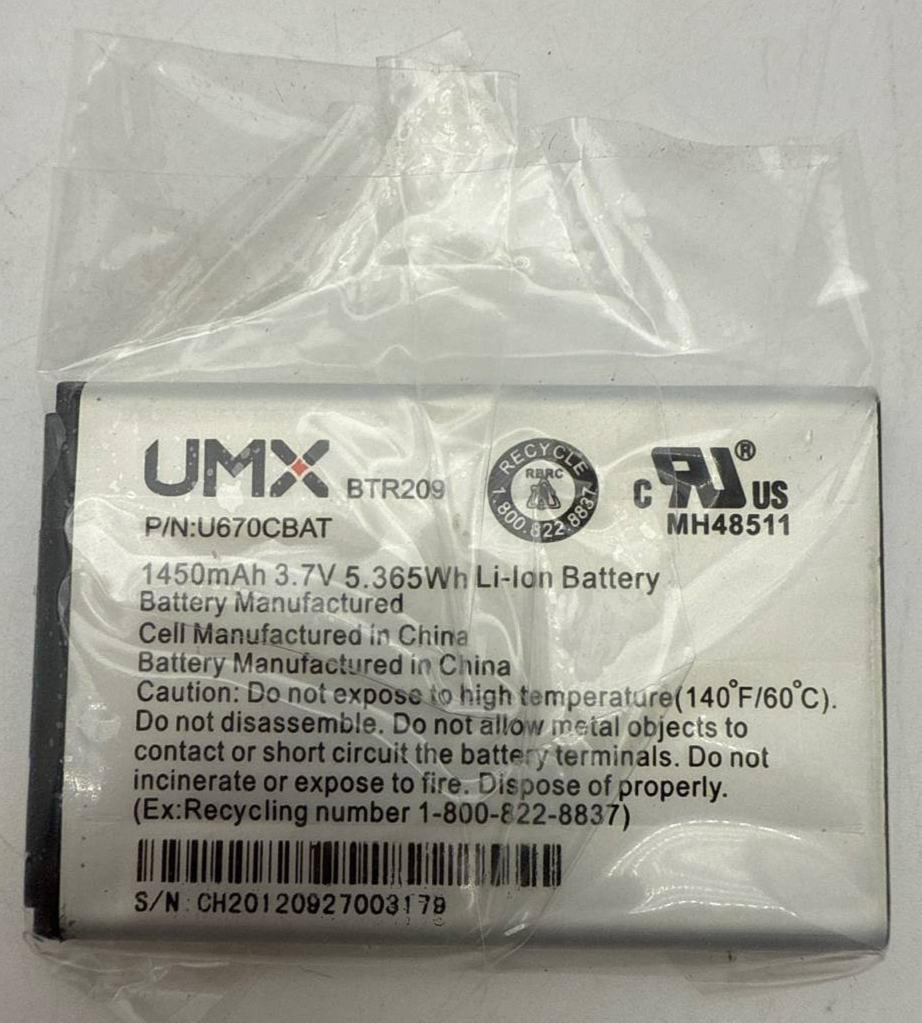 UMX BTR209
P/N:U670CBAT
RECYCLE
RBRC
1.800.822.8837
C RU® US
MH48511
1450mAh 3.7V 5.365Wh Li-Ion Battery
Battery Manufactured
Cell Manufactured in China
Battery Manufactured in China
Caution: Do not expose to high temperature(140°F/60°C).
Do not disassemble. Do not allow metal objects to
contact or short circuit the battery terminals. Do not
incinerate or expose to fire. Dispose of properly.
(Ex:Recycling number 1-800-822-8837)
S/N: CH20120927003179